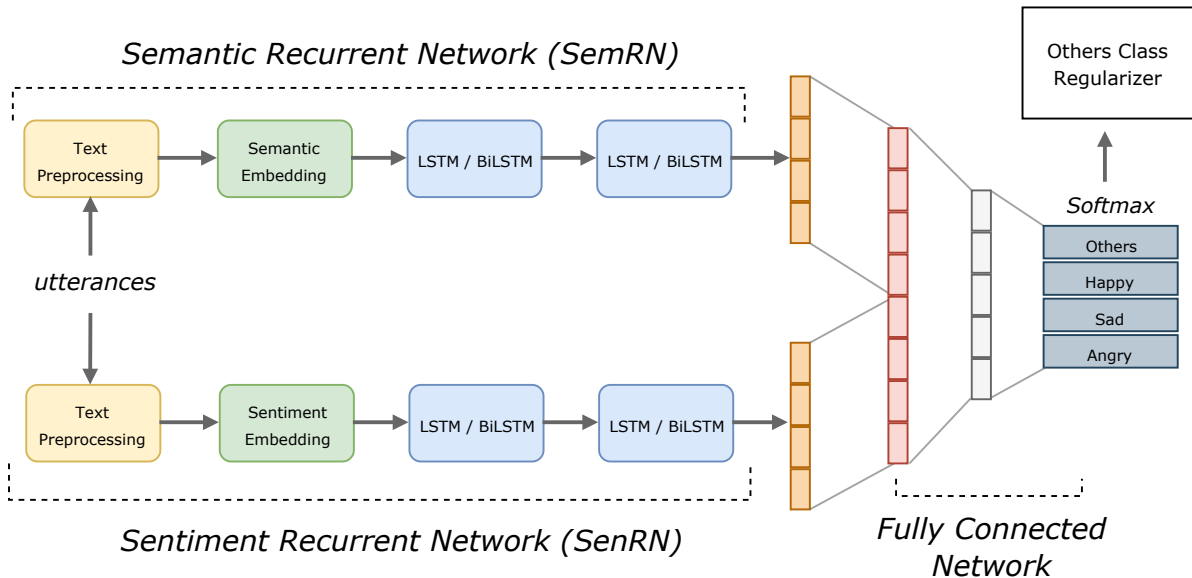 Semantic Recurrent Network (SemRN)
Others Class
Regularizer
Text
Preprocessing
Semantic
Embedding
LSTM / BiLSTM
LSTM / BiLSTM
utterances
Softmax
Others
Happy
Sad
Angry
Text
Preprocessing
Sentiment
Embedding
LSTM / BiLSTM
LSTM / BiLSTM
Sentiment Recurrent Network (SenRN)
Fully Connected
Network